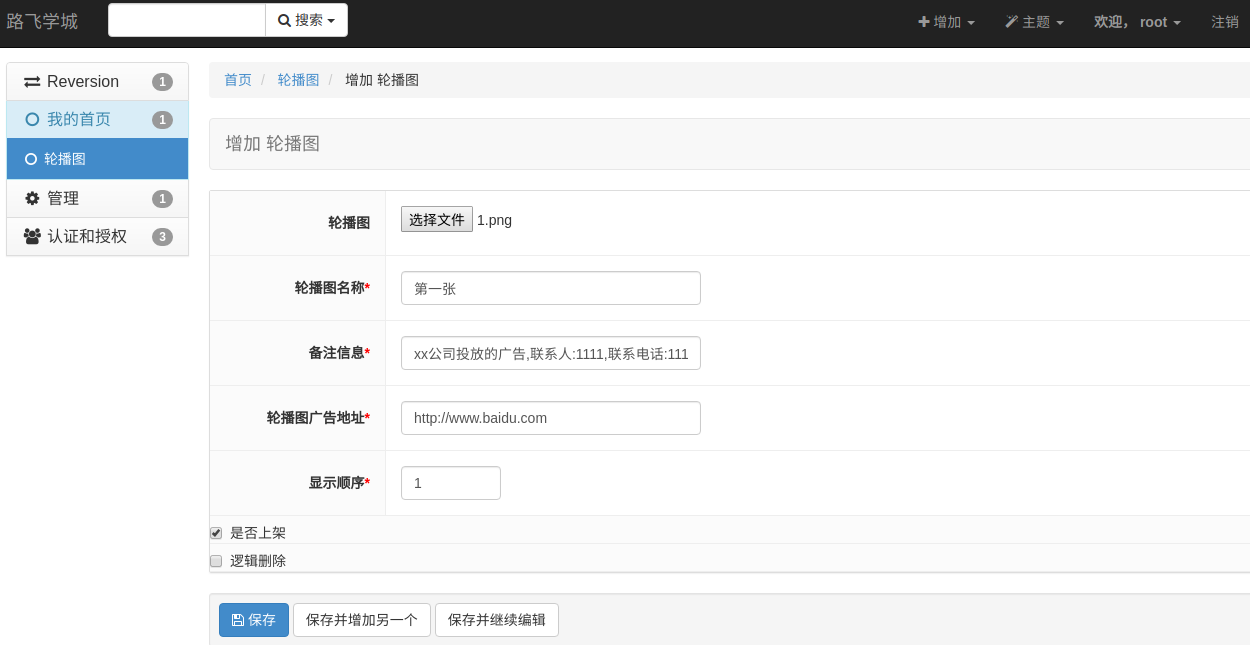 路飞学城 搜索 增加 主题 欢迎， root 注销
Reversion 1
我的首页 1
轮播图
管理 1
认证和授权 3
首页 / 轮播图 / 增加 轮播图
增加 轮播图
轮播图 选择文件 1.png
轮播图名称* 第一张
备注信息* xx公司投放的广告,联系人:1111,联系电话:111
轮播图广告地址* http://www.baidu.com
显示顺序* 1
是否上架
逻辑删除
保存 保存并增加另一个 保存并继续编辑